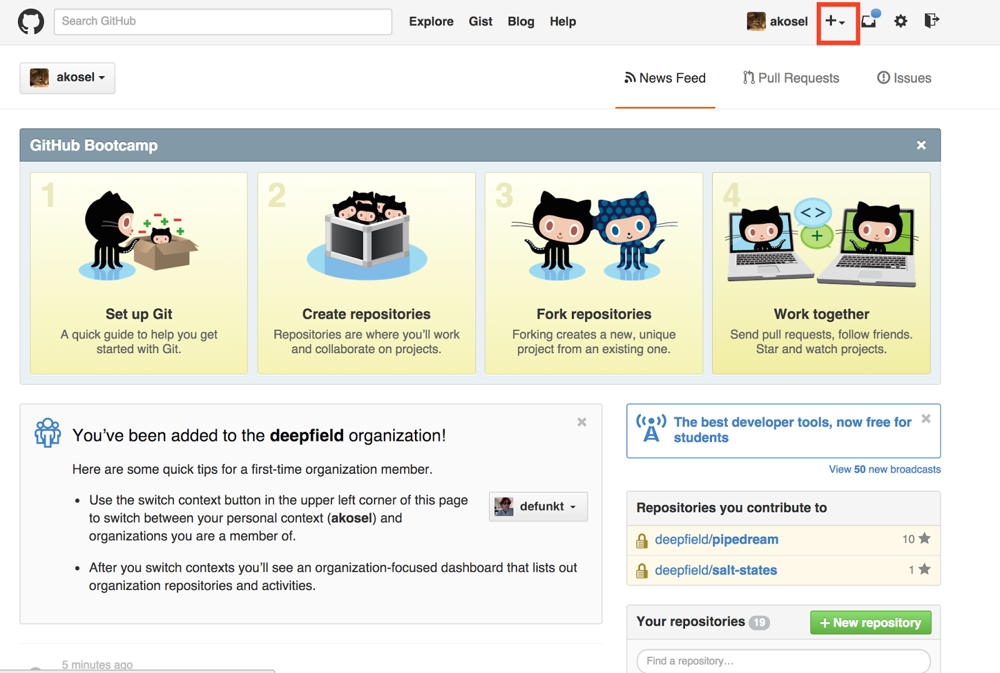 Search GitHub
Explore Gist Blog Help
akosel
akosel
News Feed Pull Requests Issues
GitHub Bootcamp
1
Set up Git
A quick guide to help you get
started with Git.
2
Create repositories
Repositories are where you’ll work
and collaborate on projects.
3
Fork repositories
Forking creates a new, unique
project from an existing one.
4
Work together
Send pull requests, follow friends.
Star and watch projects.
You’ve been added to the deepfield organization!
Here are some quick tips for a first-time organization member.
• Use the switch context button in the upper left corner of this page
to switch between your personal context (akosel) and
organizations you are a member of.
defunkt
• After you switch contexts you’ll see an organization-focused dashboard that lists out
organization repositories and activities.
5 minutes ago
The best developer tools, now free for
students
View 50 new broadcasts
Repositories you contribute to
deepfield/pipedream 10
deepfield/salt-states 1
Your repositories 19
+ New repository
Find a repository…